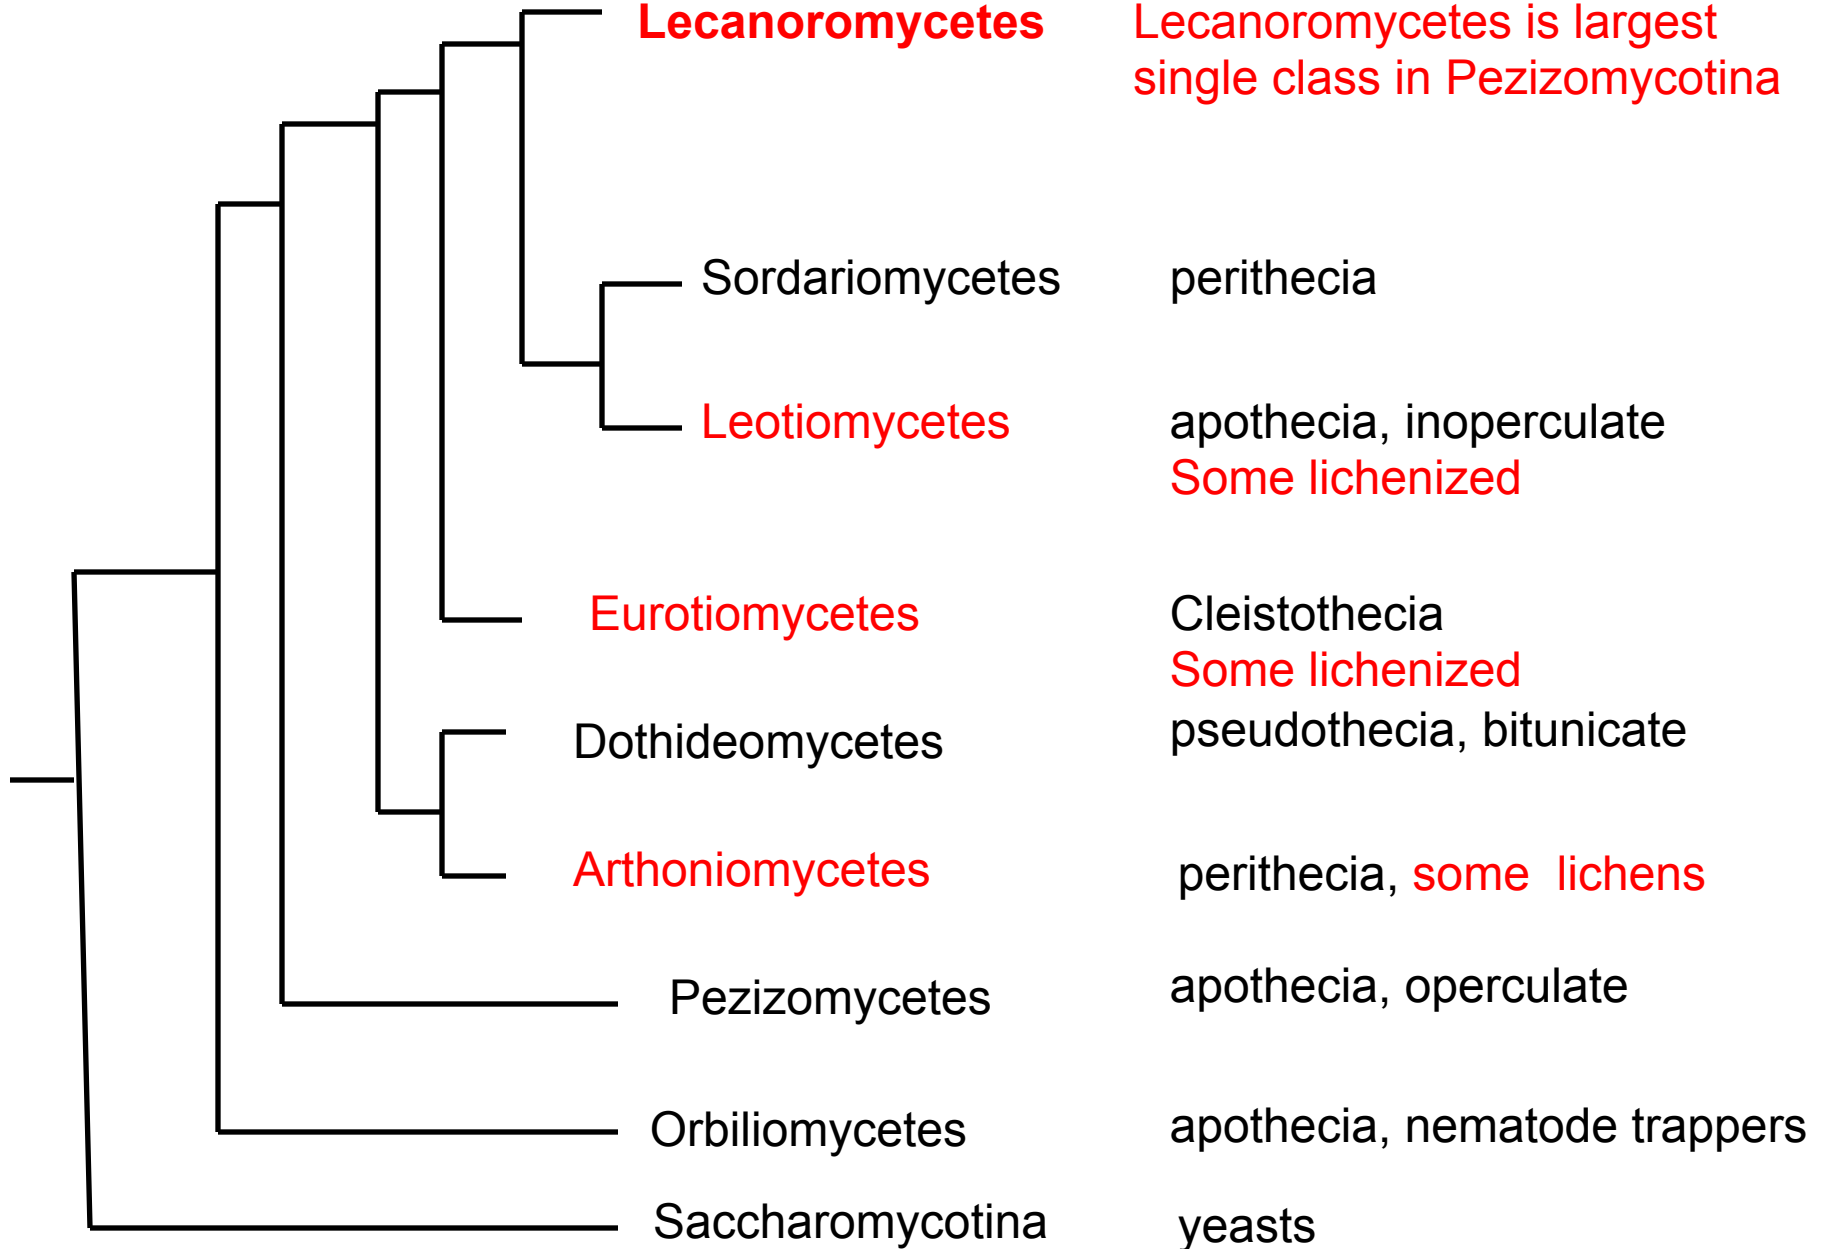 Lecanoromycetes Lecanoromycetes is largest
single class in Pezizomycotina
Sordariomycetes perithecia
Leotiomycetes apothecia, inoperculate
Some lichenized
Eurotiomycetes Cleistothecia
Some lichenized
Dothideomycetes pseudothecia, bitunicate
Arthoniomycetes perithecia, some lichens
Pezizomycetes apothecia, operculate
Orbiliomycetes apothecia, nematode trappers
Saccharomycotina yeasts